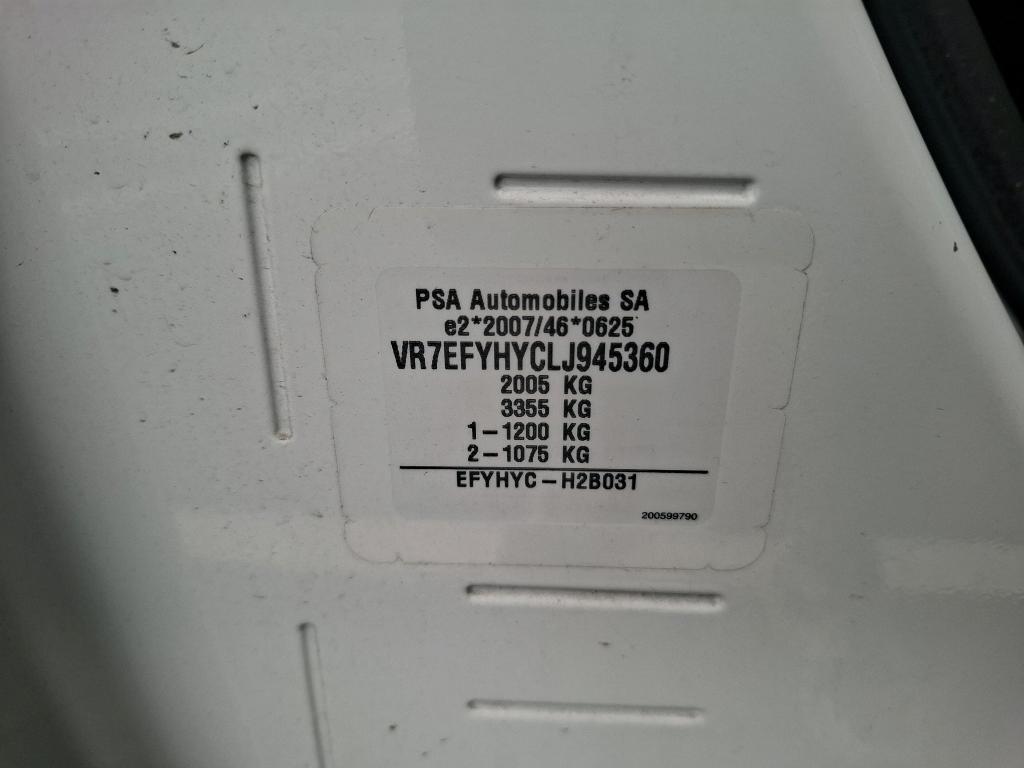 PSA Automobiles SA
e2*2007/46*0625
VR7EFYHYCLJ945360
2005 KG
3355 KG
1-1200 KG
2-1075 KG
EFYHYC-H2B031
200599790